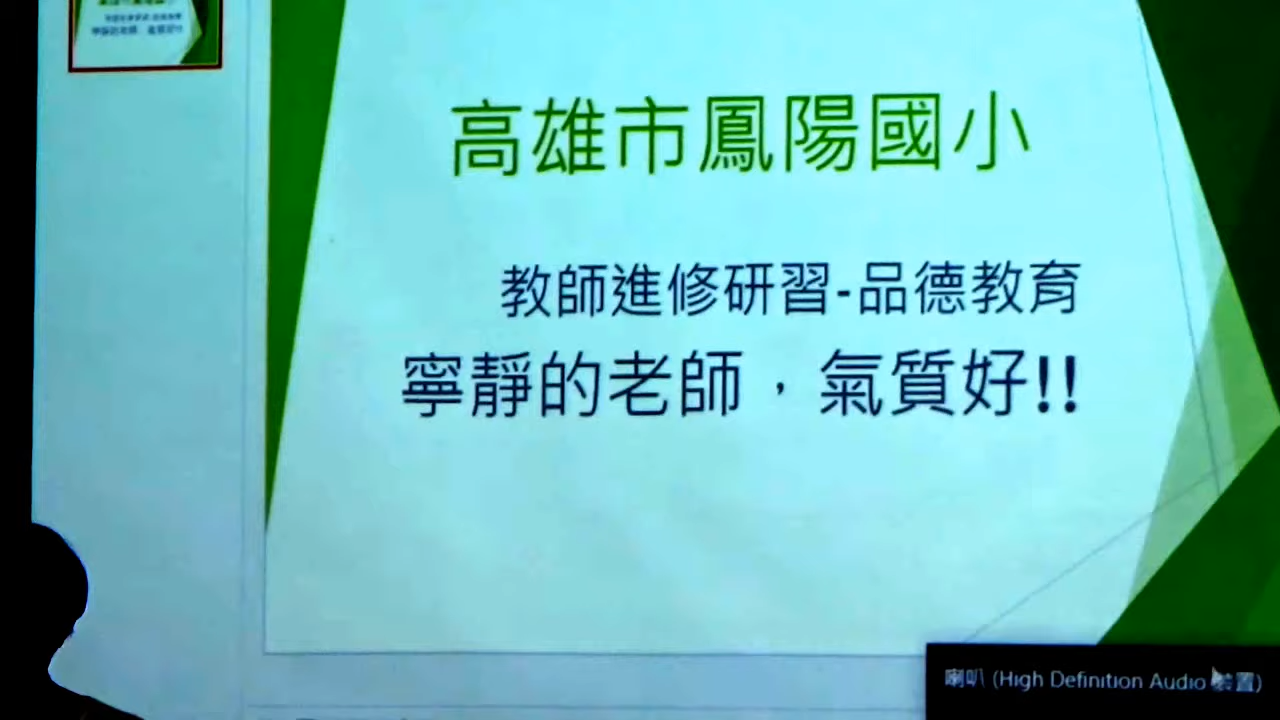 高雄市鳳陽國小
教師進修研習-品德教育
寧靜的老師，氣質好!!
喇叭 (High Definition Audio 裝置)